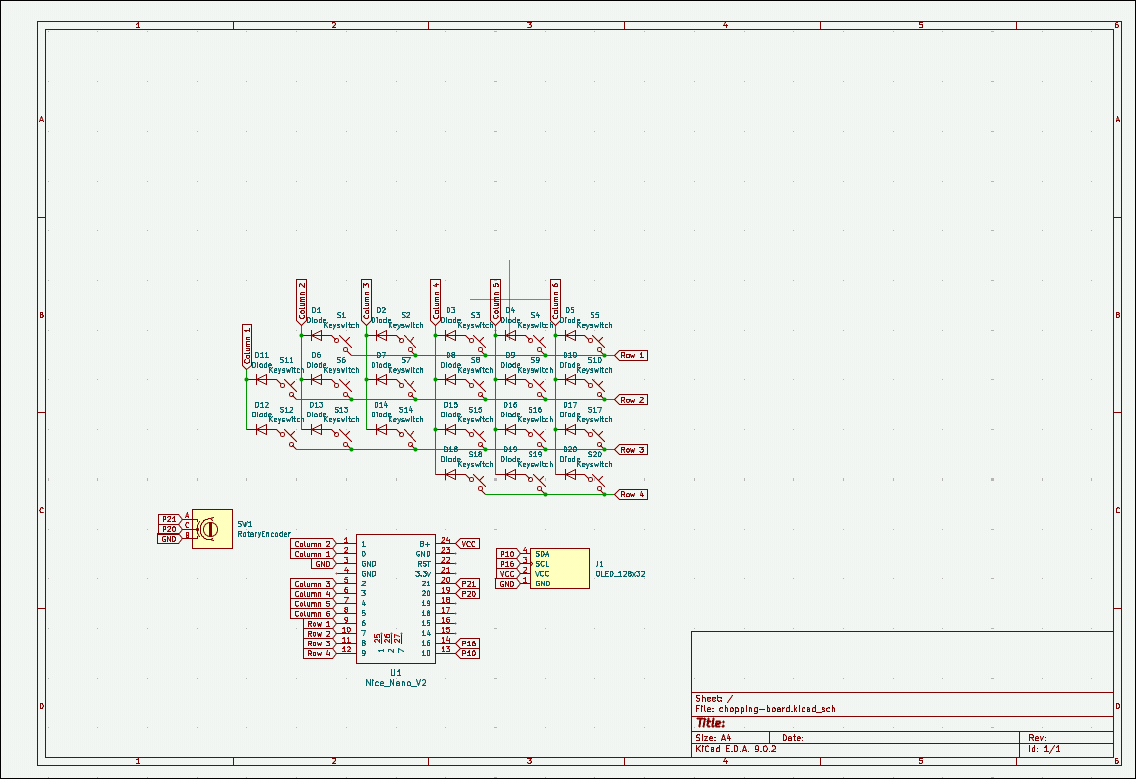 1 2 3 4 5 6
A A
B B
C C
D D
Column 2 Column 3 Column 4 Column 5 Column 6
Column 1
D1 S1 D2 S2 D3 S3 D4 S4 D5 S5
Diode Keyswitch Diode Keyswitch Diode Keyswitch Diode Keyswitch Diode Keyswitch
Row 1
D11 S11 D6 S6 D7 S7 D8 S8 D9 S9 D10 S10
Diode Keyswitch Diode Keyswitch Diode Keyswitch Diode Keyswitch Diode Keyswitch Diode Keyswitch
Row 2
D12 S12 D13 S13 D14 S14 D15 S15 D16 S16 D17 S17
Diode Keyswitch Diode Keyswitch Diode Keyswitch Diode Keyswitch Diode Keyswitch Diode Keyswitch
Row 3
D18 S18 D19 S19 D20 S20
Diode Keyswitch Diode Keyswitch Diode Keyswitch
Row 4
P21 A
P20 C
GND B
SW1
RotaryEncoder
Column 2 1 1 B+ 24 VCC
Column 1 2 0 GND 23
GND 3 GND RST 22
4 GND 3.3v 21
Column 3 5 2 21 20 P21
Column 4 6 3 20 19 P20
Column 5 7 4 19 18
Column 6 8 5 18 17
Row 1 9 6 15 16
Row 2 10 7 14 15
Row 3 11 8 16 14 P16
Row 4 12 9 10 13 P10
25 26 27
1 2 7
U1
Nice_Nano_V2
P10 4 SDA
P16 3 SCL
VCC 2 VCC
GND 1 GND
J1
OLED_128x32
Sheet: /
File: chopping-board.kicad_sch
Title:
Size: A4 Date: Rev:
KiCad E.D.A. 9.0.2 Id: 1/1
1 2 3 4 5 6